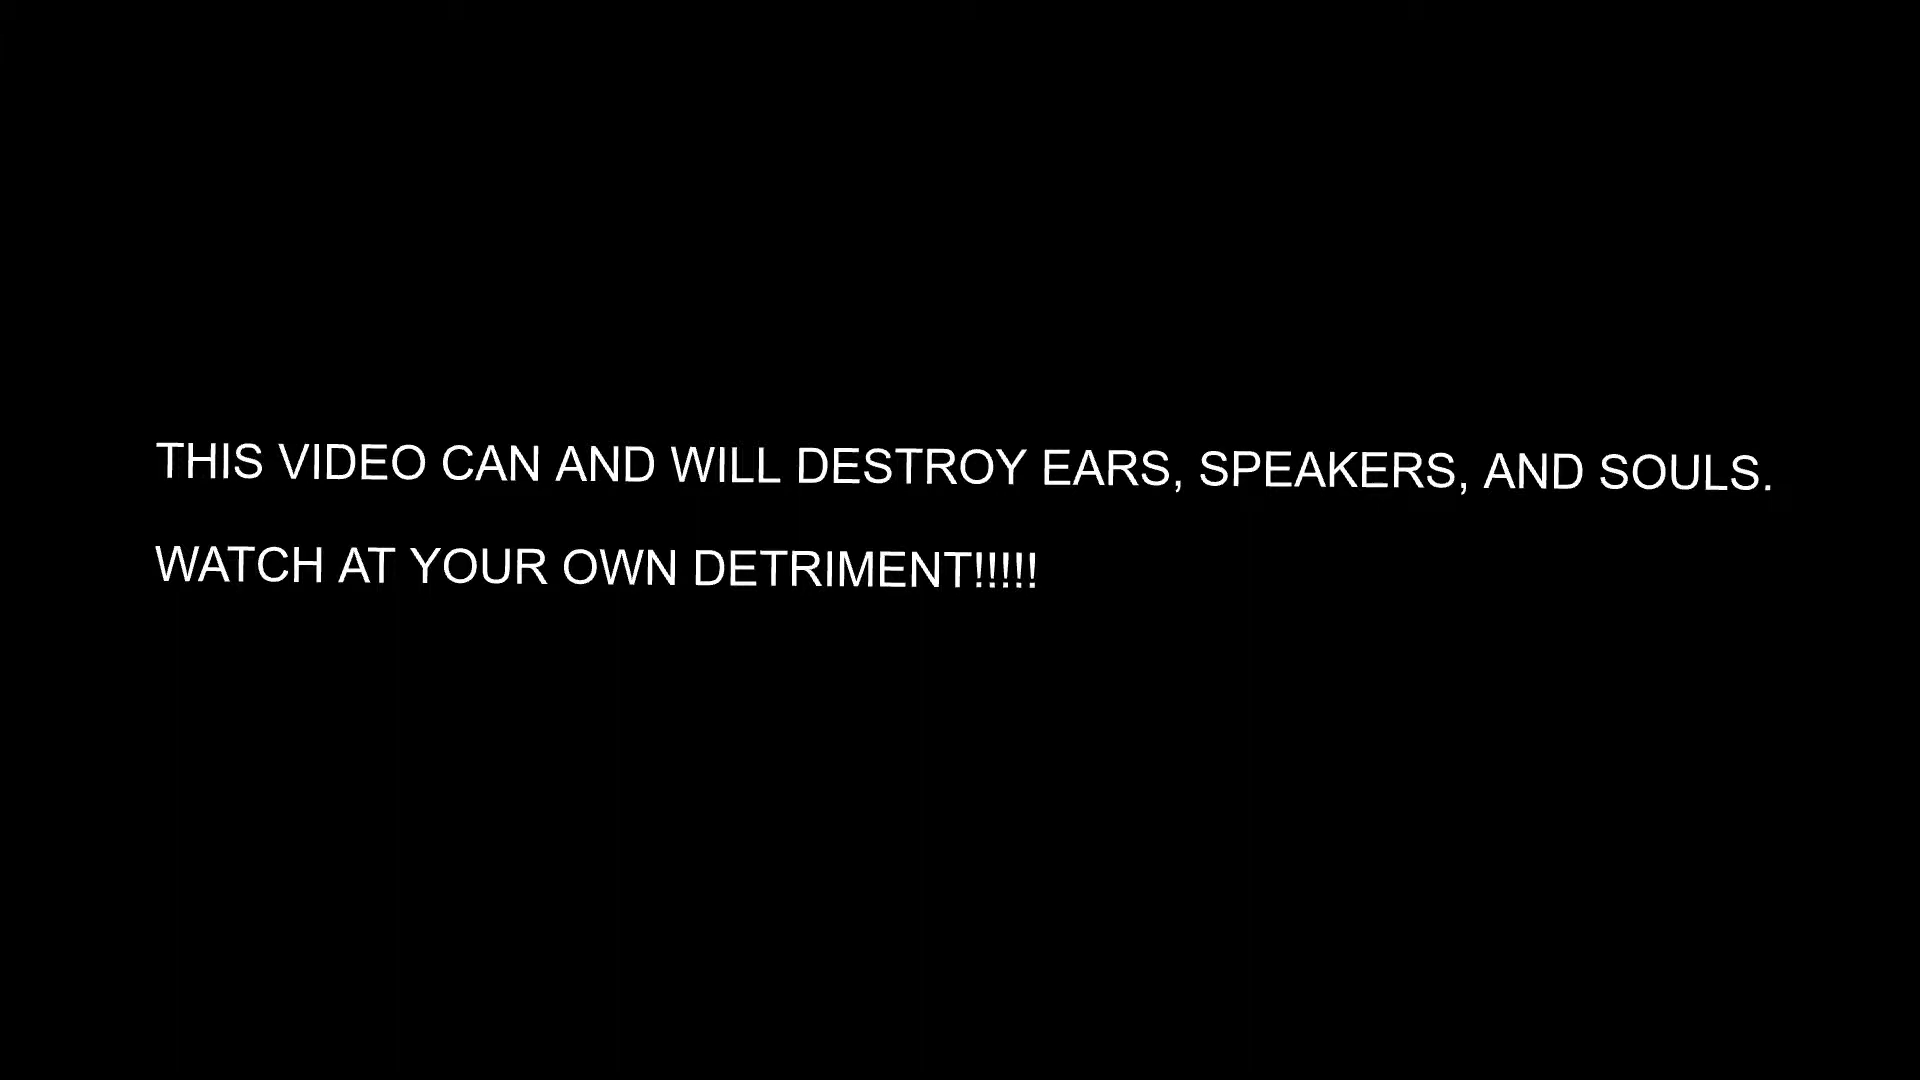 THIS VIDEO CAN AND WILL DESTROY EARS, SPEAKERS, AND SOULS.
WATCH AT YOUR OWN DETRIMENT!!!!!